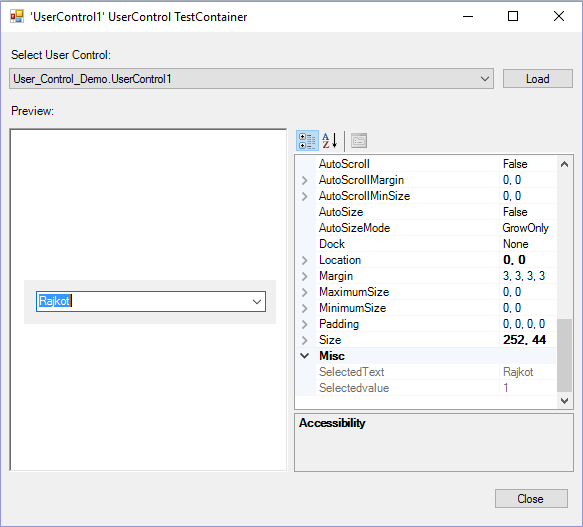 'UserControl1' UserControl TestContainer
Select User Control:
User_Control_Demo.UserControl1
Load
Preview:
Rajkot
AutoScroll False
AutoScrollMargin 0, 0
AutoScrollMinSize 0, 0
AutoSize False
AutoSizeMode GrowOnly
Dock None
Location 0, 0
Margin 3, 3, 3, 3
MaximumSize 0, 0
MinimumSize 0, 0
Padding 0, 0, 0, 0
Size 252, 44
Misc
SelectedText Rajkot
Selectedvalue 1
Accessibility
Close